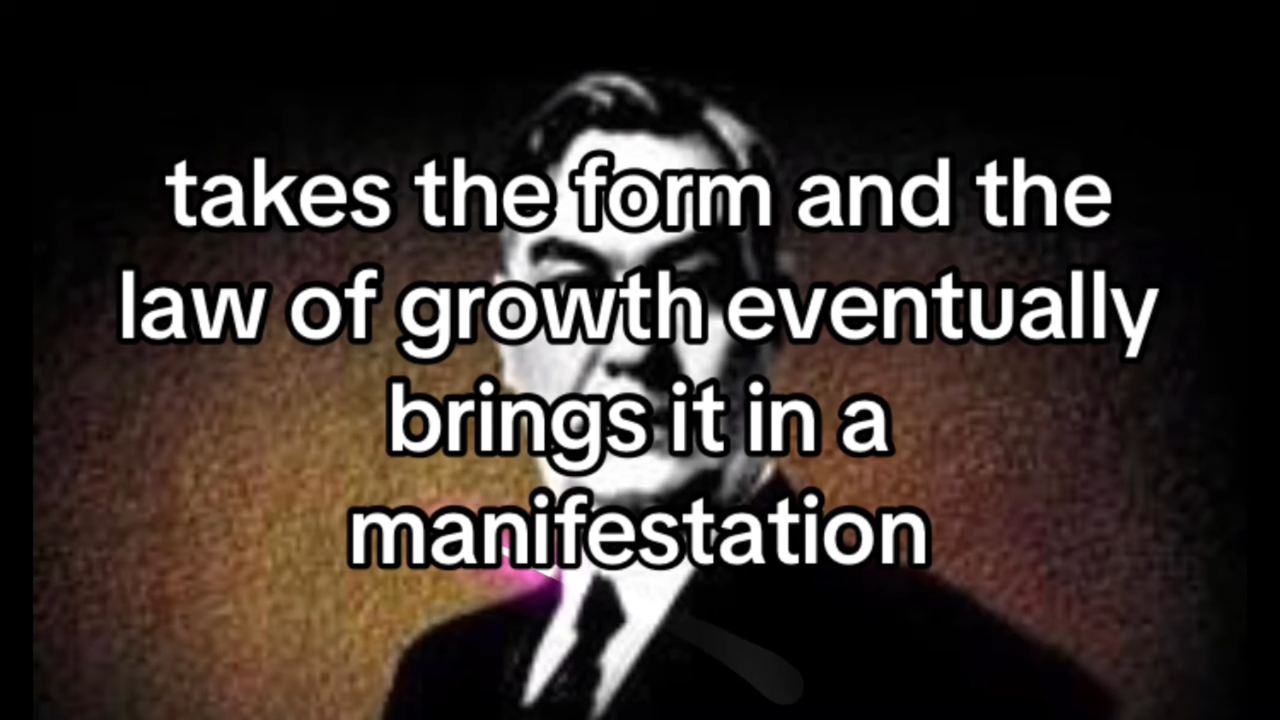 takes the form and the
law of growth eventually
brings it in a
manifestation